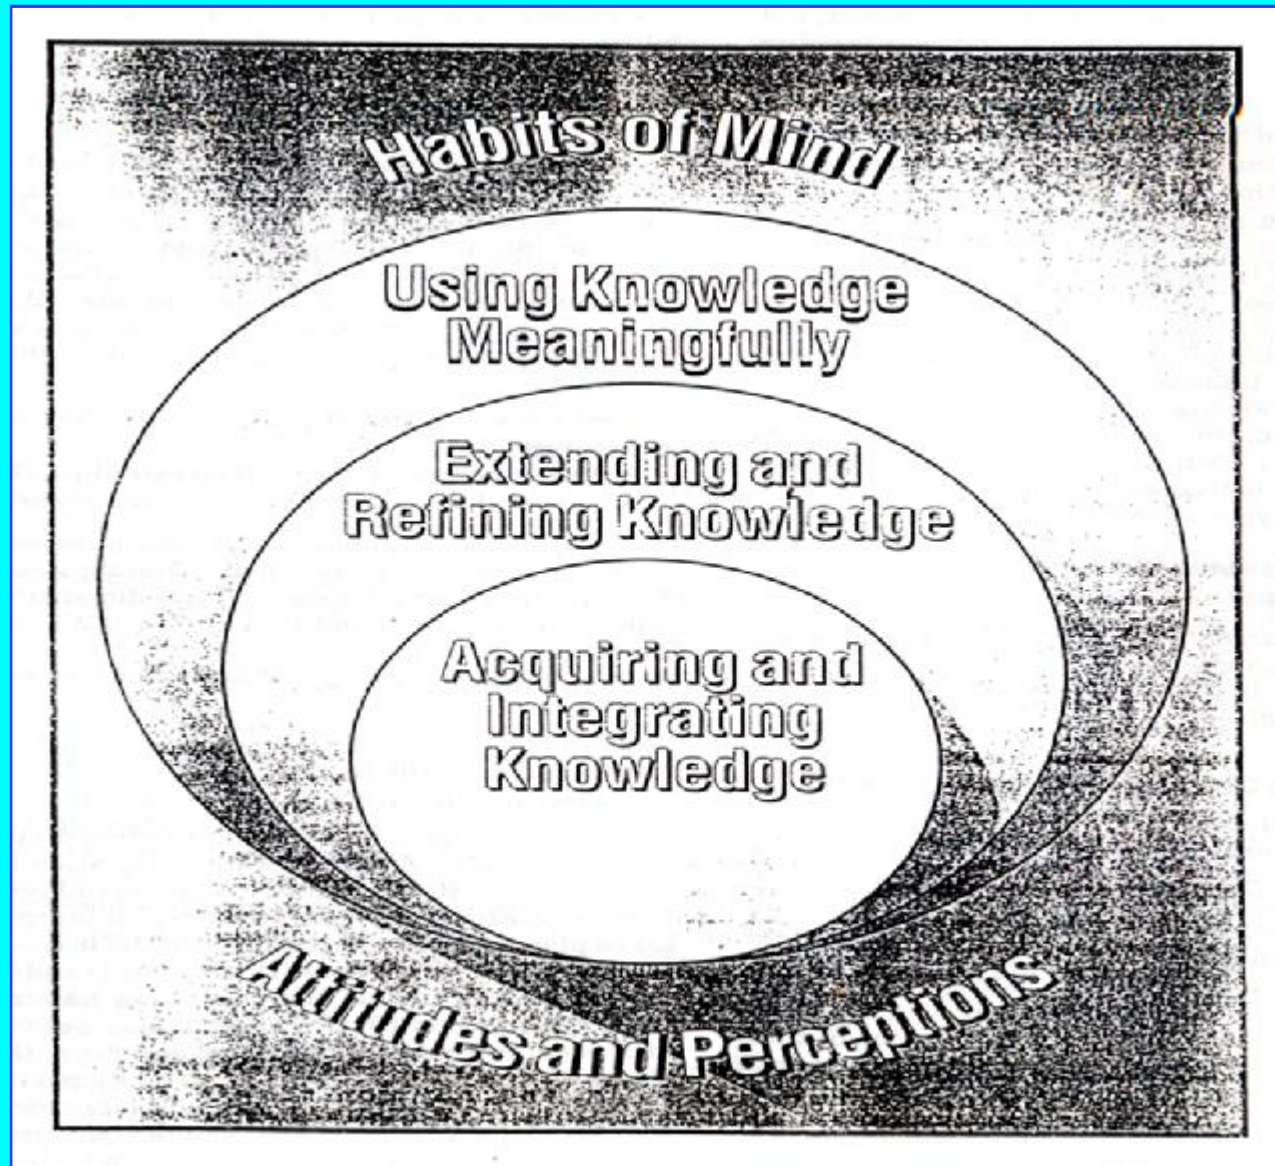 Habits of Mind
Using Knowledge
Meaningfully
Extending and
Refining Knowledge
Acquiring and
Integrating
Knowledge
Attitudes and Perceptions